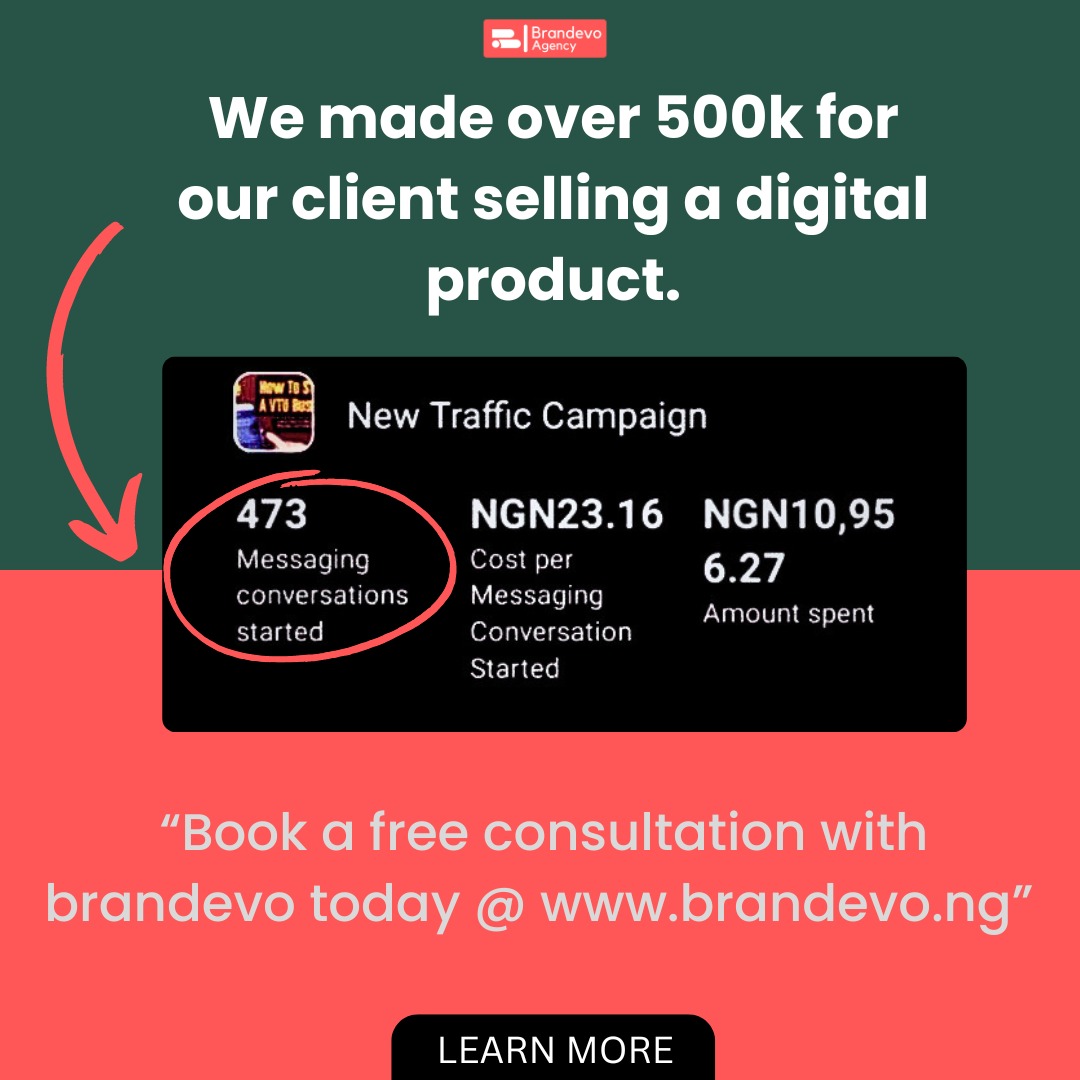 Brandevo
Agency
We made over 500k for
our client selling a digital
product.
How To S
A VTU Bus
New Traffic Campaign
473
Messaging
conversations
started
NGN23.16
Cost per
Messaging
Conversation
Started
NGN10,95
6.27
Amount spent
“Book a free consultation with
brandevo today @ www.brandevo.ng”
LEARN MORE